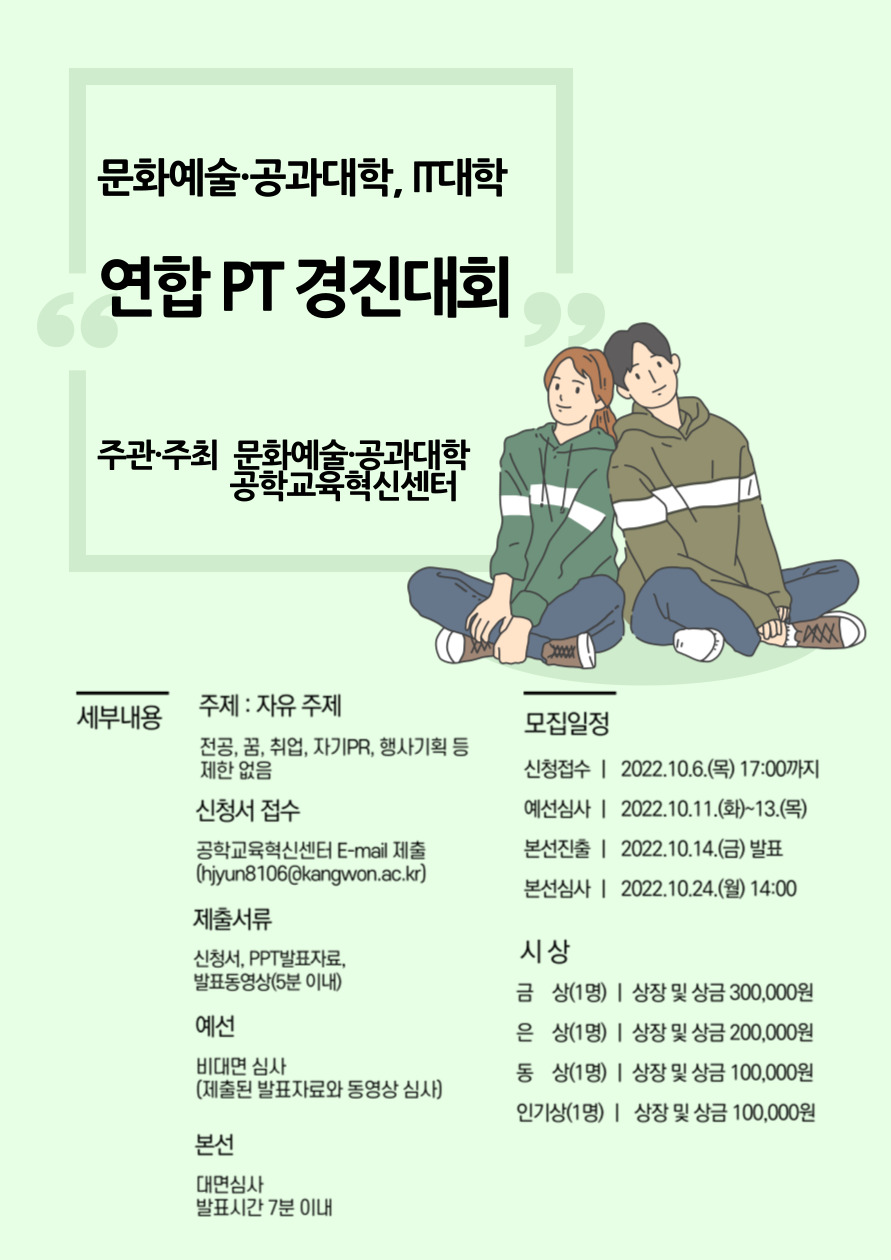 문화예술·공과대학, IT대학
연합 PT 경진대회
주관·주최 문화예술·공과대학
공학교육혁신센터
세부내용
주제 : 자유 주제
전공, 꿈, 취업, 자기PR, 행사기획 등
제한 없음
신청서 접수
공학교육혁신센터 E-mail 제출
(hjyun8106@kangwon.ac.kr)
제출서류
신청서, PPT발표자료,
발표동영상(5분 이내)
예선
비대면 심사
(제출된 발표자료와 동영상 심사)
본선
대면심사
발표시간 7분 이내
모집일정
신청접수 | 2022.10.6.(목) 17:00까지
예선심사 | 2022.10.11.(화)~13.(목)
본선진출 | 2022.10.14.(금) 발표
본선심사 | 2022.10.24.(월) 14:00
시 상
금 상(1명) | 상장 및 상금 300,000원
은 상(1명) | 상장 및 상금 200,000원
동 상(1명) | 상장 및 상금 100,000원
인기상(1명) | 상장 및 상금 100,000원